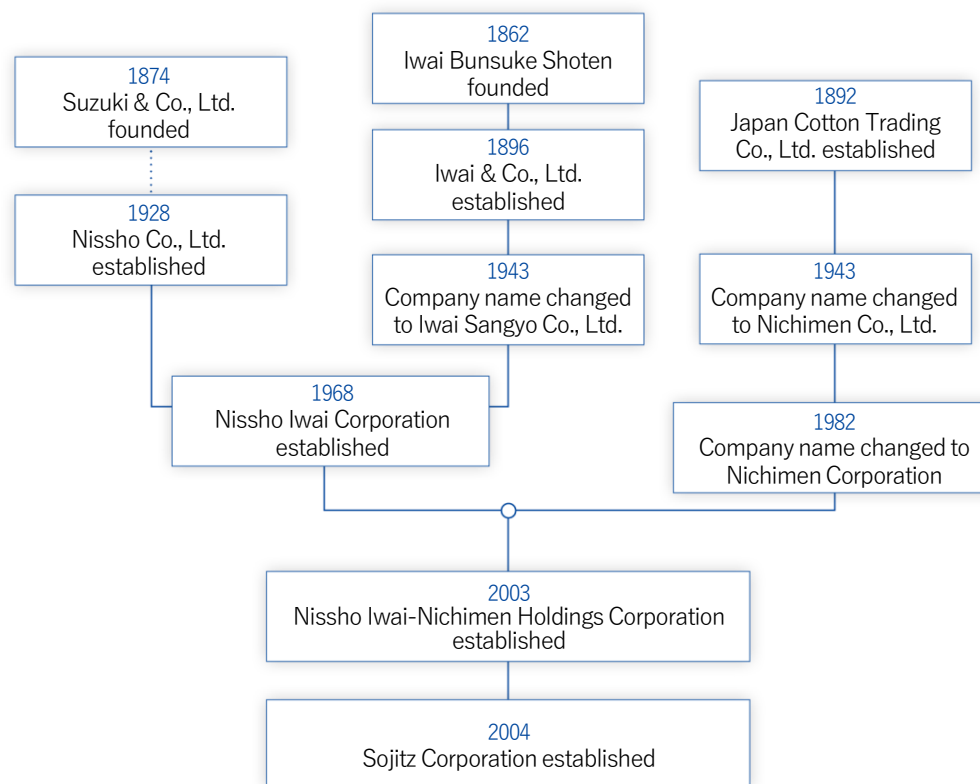 1862
Iwai Bunsuke Shoten
founded
1874
Suzuki & Co., Ltd.
founded
1892
Japan Cotton Trading
Co., Ltd. established
1896
Iwai & Co., Ltd.
established
1928
Nissho Co., Ltd.
established
1943
Company name changed
to Iwai Sangyo Co., Ltd.
1943
Company name changed
to Nichimen Co., Ltd.
1968
Nissho Iwai Corporation
established
1982
Company name changed to
Nichimen Corporation
2003
Nissho Iwai-Nichimen Holdings Corporation
established
2004
Sojitz Corporation established